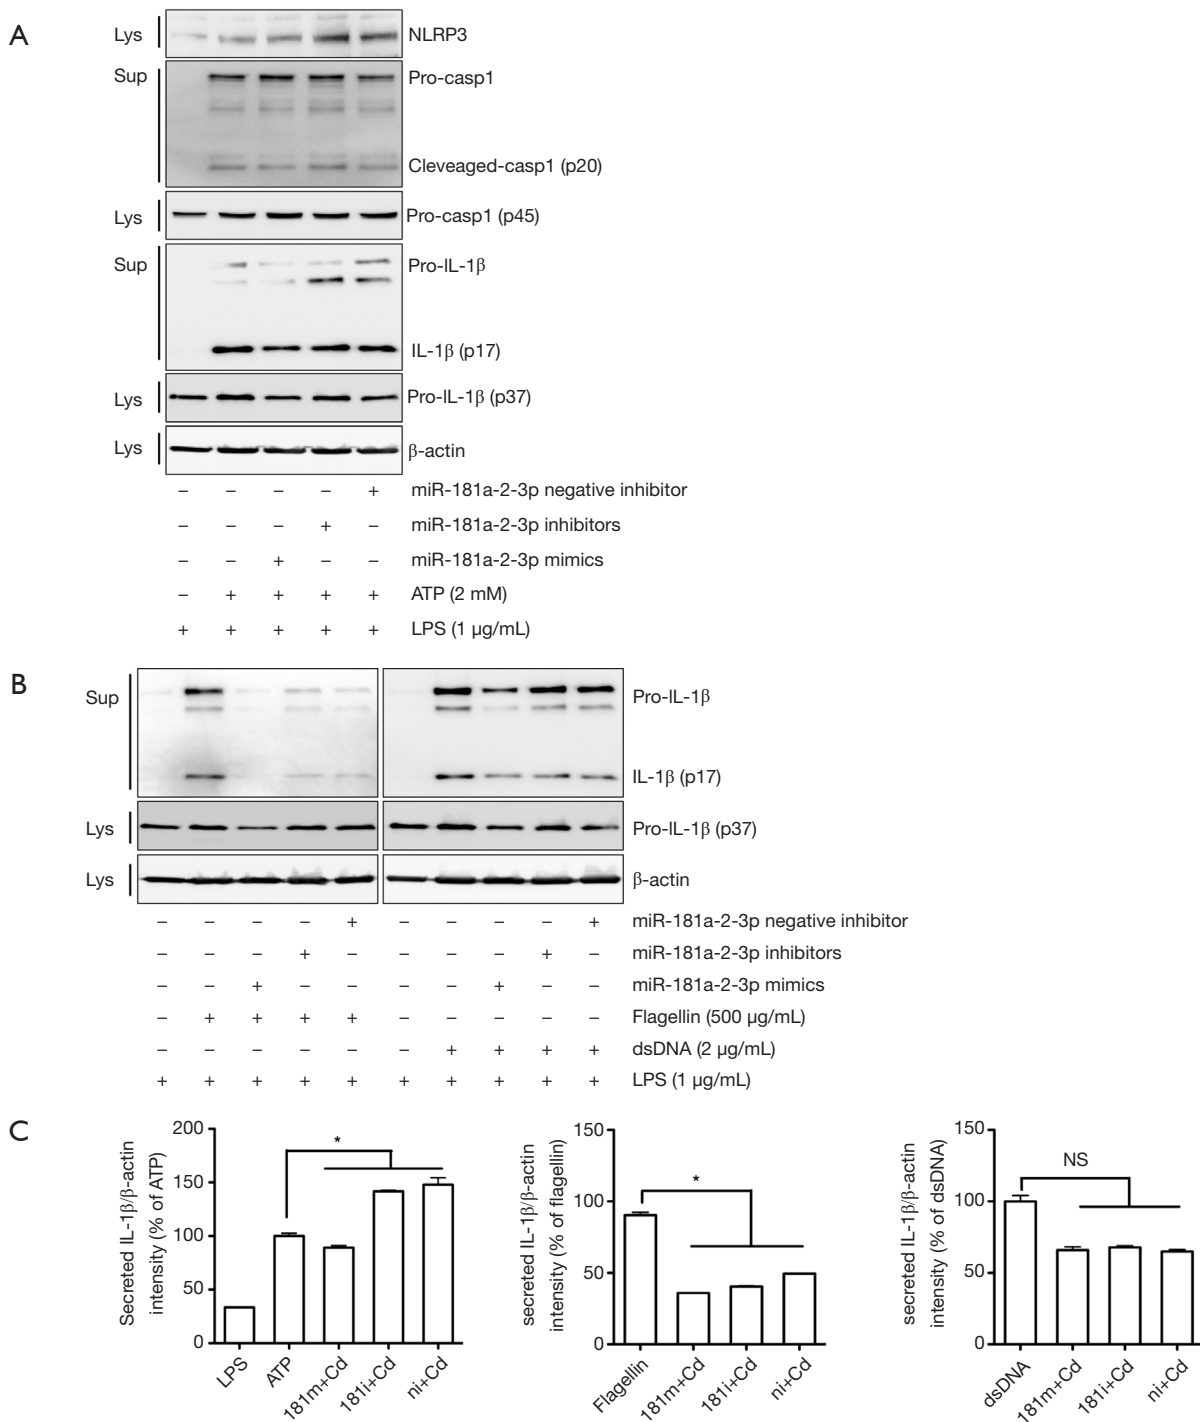 A
Lys NLRP3
Sup Pro-casp1
Cleveaged-casp1 (p20)
Lys Pro-casp1 (p45)
Sup Pro-IL-1β
IL-1β (p17)
Lys Pro-IL-1β (p37)
Lys β-actin
– – – – + miR-181a-2-3p negative inhibitor
– – – + – miR-181a-2-3p inhibitors
– – + – – miR-181a-2-3p mimics
– + + + + ATP (2 mM)
+ + + + + LPS (1 µg/mL)
B
Sup Pro-IL-1β
IL-1β (p17)
Lys Pro-IL-1β (p37)
Lys β-actin
– – – – + – – – – + miR-181a-2-3p negative inhibitor
– – – + – – – – + – miR-181a-2-3p inhibitors
– – + – – – – + – – miR-181a-2-3p mimics
– + + + + – – – – – Flagellin (500 µg/mL)
– – – – – – + + + + dsDNA (2 µg/mL)
+ + + + + + + + + + LPS (1 µg/mL)
C
Secreted IL-1β/β-actin
intensity (% of ATP)
200
150
100
50
0
*
LPS ATP 181m+Cd 181i+Cd ni+Cd
secreted IL-1β/β-actin
intensity (% of flagellin)
150
100
50
0
*
Flagellin 181m+Cd 181i+Cd ni+Cd
secreted IL-1β/β-actin
intensity (% of dsDNA)
150
100
50
0
NS
dsDNA 181m+Cd 181i+Cd ni+Cd